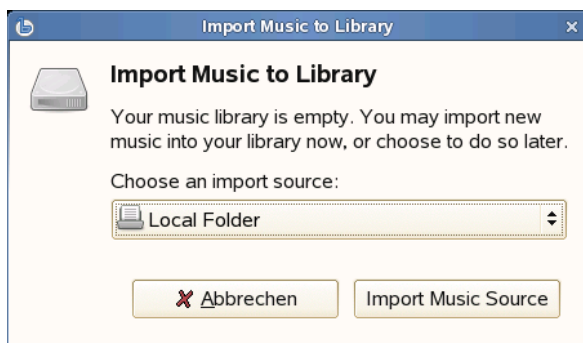 Import Music to Library
Import Music to Library
Your music library is empty. You may import new
music into your library now, or choose to do so later.
Choose an import source:
Local Folder
Abbrechen
Import Music Source